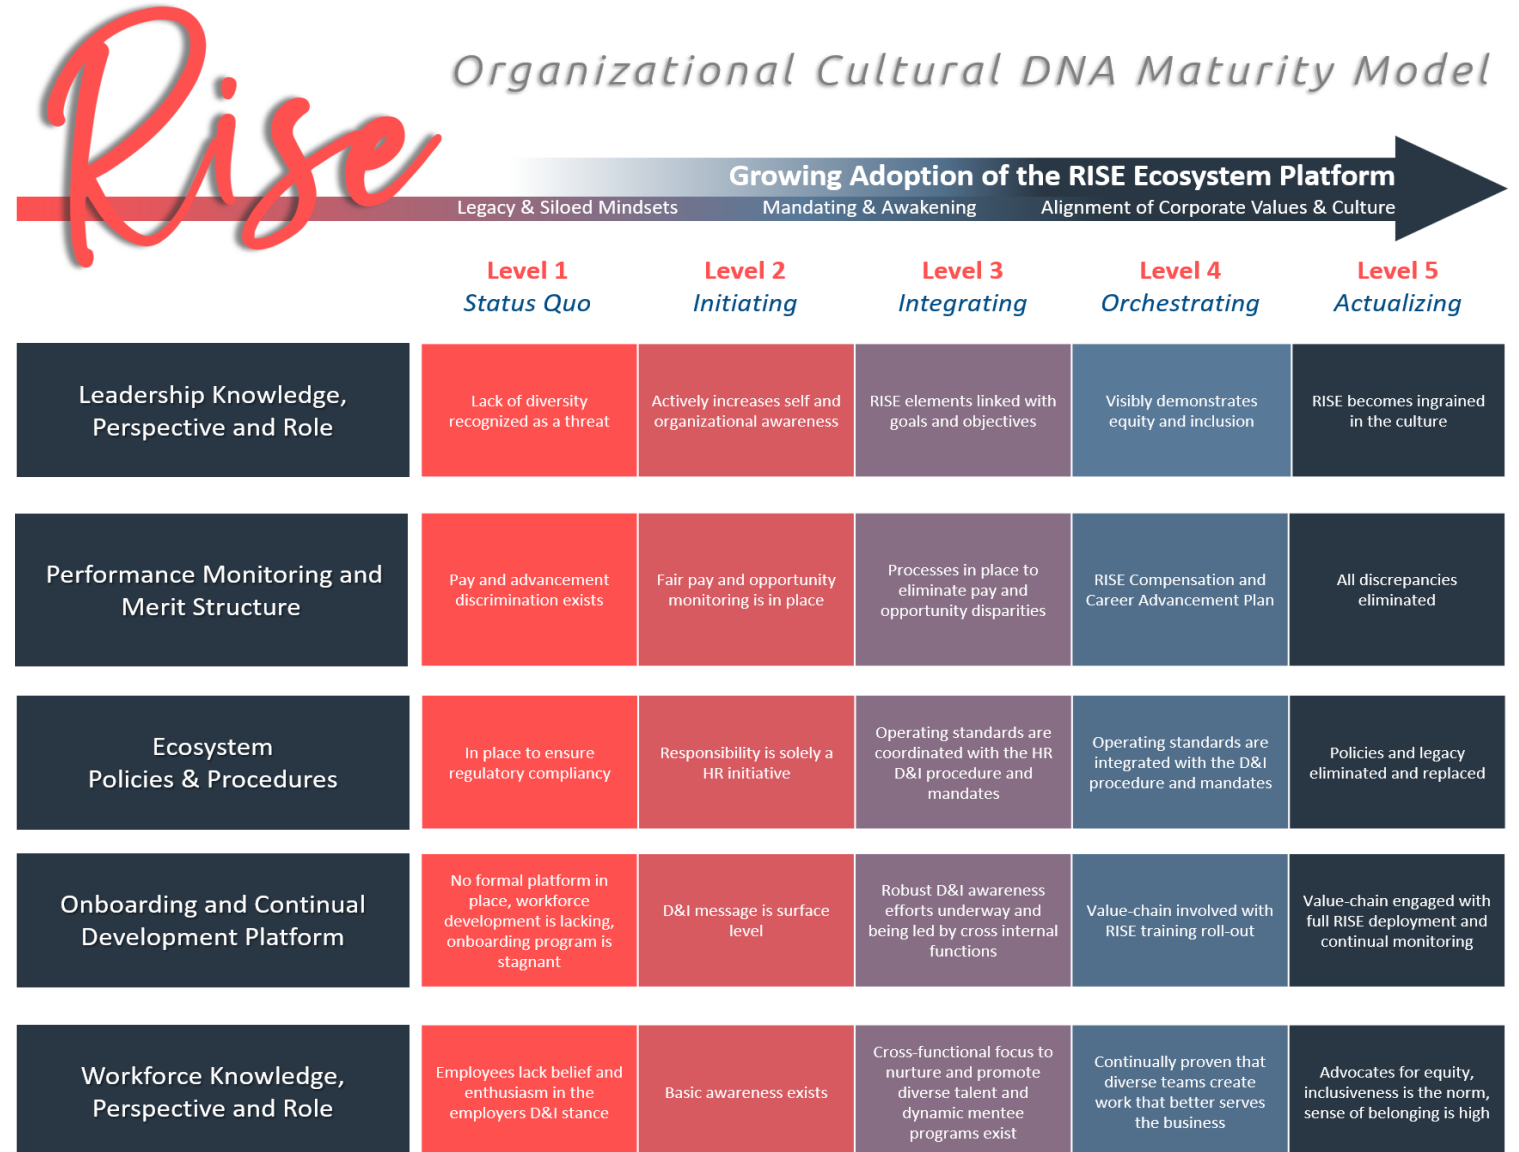 Rise
Organizational Cultural DNA Maturity Model
Growing Adoption of the RISE Ecosystem Platform
Legacy & Siloed Mindsets
Mandating & Awakening
Alignment of Corporate Values & Culture
Level 1
Status Quo
Level 2
Initiating
Level 3
Integrating
Level 4
Orchestrating
Level 5
Actualizing
Leadership Knowledge,
Perspective and Role
Lack of diversity
recognized as a threat
Actively increases self and
organizational awareness
RISE elements linked with
goals and objectives
Visibly demonstrates
equity and inclusion
RISE becomes ingrained
in the culture
Performance Monitoring and
Merit Structure
Pay and advancement
discrimination exists
Fair pay and opportunity
monitoring is in place
Processes in place to
eliminate pay and
opportunity disparities
RISE Compensation and
Career Advancement Plan
All discrepancies
eliminated
Ecosystem
Policies & Procedures
In place to ensure
regulatory compliancy
Responsibility is solely a
HR initiative
Operating standards are
coordinated with the HR
D&I procedure and
mandates
Operating standards are
integrated with the D&I
procedure and mandates
Policies and legacy
eliminated and replaced
Onboarding and Continual
Development Platform
No formal platform in
place, workforce
development is lacking,
onboarding program is
stagnant
D&I message is surface
level
Robust D&I awareness
efforts underway and
being led by cross internal
functions
Value-chain involved with
RISE training roll-out
Value-chain engaged with
full RISE deployment and
continual monitoring
Workforce Knowledge,
Perspective and Role
Employees lack belief and
enthusiasm in the
employers D&I stance
Basic awareness exists
Cross-functional focus to
nurture and promote
diverse talent and
dynamic mentee
programs exist
Continually proven that
diverse teams create
work that better serves
the business
Advocates for equity,
inclusiveness is the norm,
sense of belonging is high